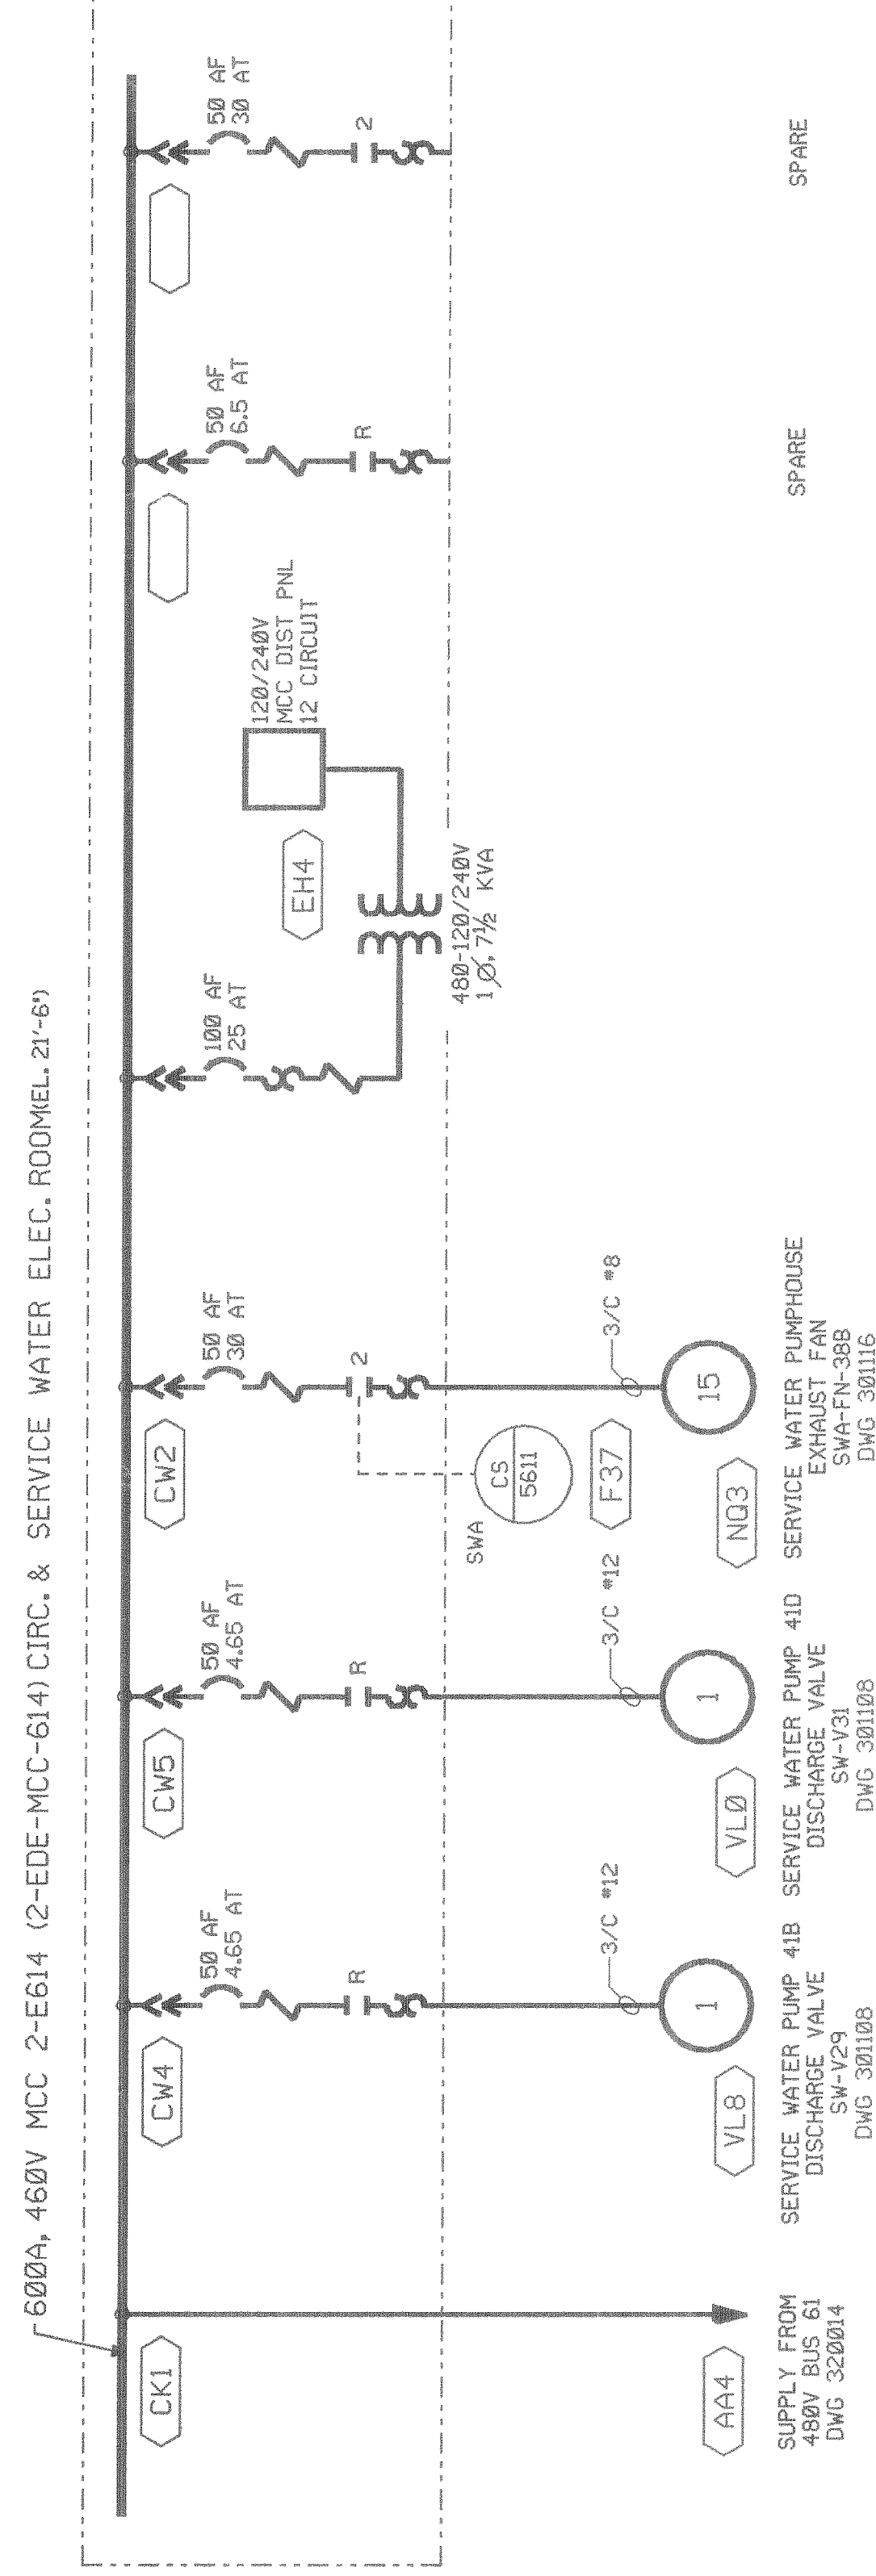 600A, 460V MCC 2-E614 (2-EDE-MCC-614) CIRC. & SERVICE WATER ELEC. ROOM(EL. 21'-6")
CK1
AA4
SUPPLY FROM
480V BUS 61
DWG 320014
CW4
50 AF
4.65 AT
R
3/C #12
1
VL8
SERVICE WATER PUMP 41B
DISCHARGE VALVE
SW-V29
DWG 301108
CW5
50 AF
4.65 AT
R
3/C #12
1
VL0
SERVICE WATER PUMP 41D
DISCHARGE VALVE
SW-V31
DWG 301108
CW2
50 AF
30 AT
2
SWA
CS
5611
F37
3/C #8
15
NQ3
SERVICE WATER PUMPHOUSE
EXHAUST FAN
SWA-FN-38B
DWG 301116
100 AF
25 AT
480-120/240V
1 Ø, 7½ KVA
EH4
120/240V
MCC DIST PNL
12 CIRCUIT
50 AF
6.5 AT
R
SPARE
50 AF
30 AT
2
SPARE